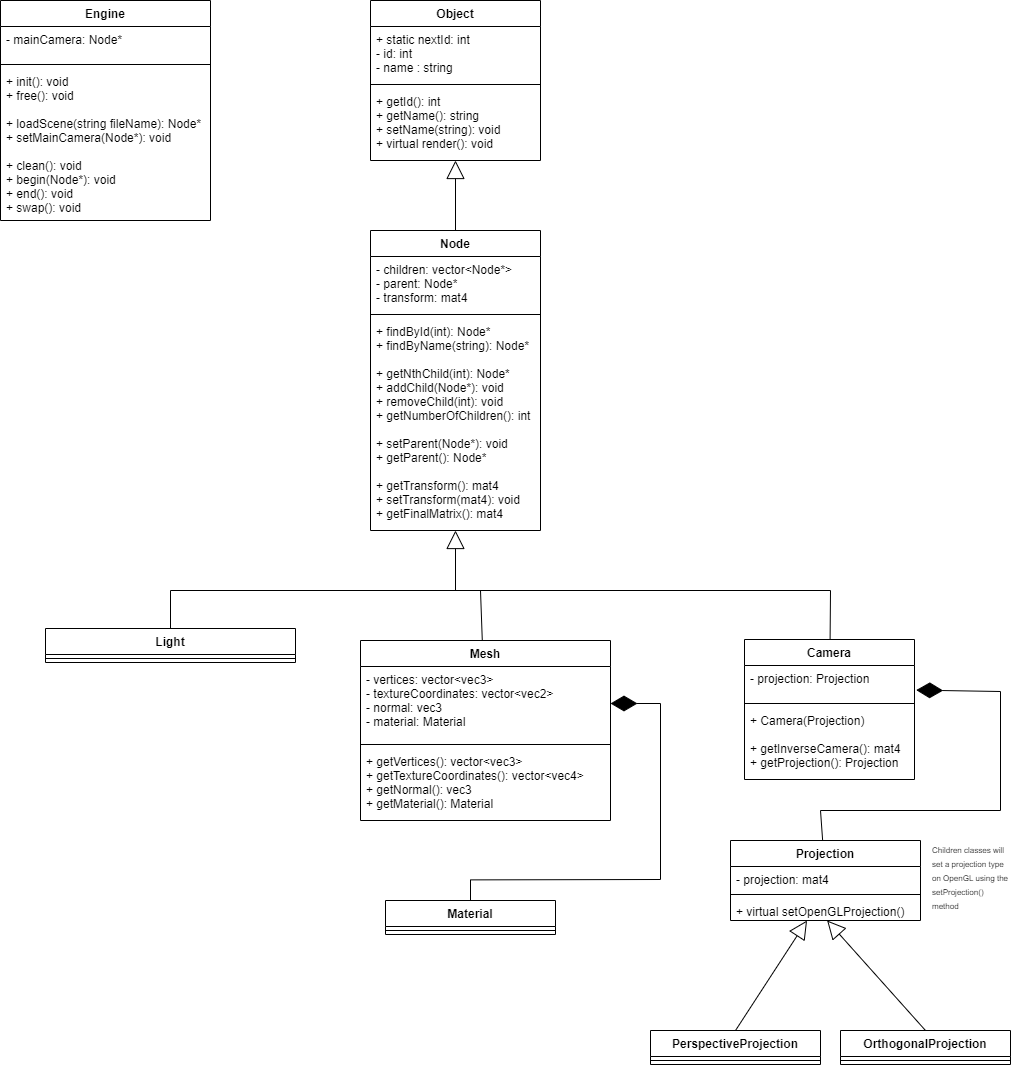 Engine
- mainCamera: Node*
+ init(): void
+ free(): void
+ loadScene(string fileName): Node*
+ setMainCamera(Node*): void
+ clean(): void
+ begin(Node*): void
+ end(): void
+ swap(): void
Object
+ static nextId: int
- id: int
- name : string
+ getId(): int
+ getName(): string
+ setName(string): void
+ virtual render(): void
Node
- children: vector<Node*>
- parent: Node*
- transform: mat4
+ findById(int): Node*
+ findByName(string): Node*
+ getNthChild(int): Node*
+ addChild(Node*): void
+ removeChild(int): void
+ getNumberOfChildren(): int
+ setParent(Node*): void
+ getParent(): Node*
+ getTransform(): mat4
+ setTransform(mat4): void
+ getFinalMatrix(): mat4
Light
Mesh
- vertices: vector<vec3>
- textureCoordinates: vector<vec2>
- normal: vec3
- material: Material
+ getVertices(): vector<vec3>
+ getTextureCoordinates(): vector<vec4>
+ getNormal(): vec3
+ getMaterial(): Material
Camera
- projection: Projection
+ Camera(Projection)
+ getInverseCamera(): mat4
+ getProjection(): Projection
Material
Projection
- projection: mat4
+ virtual setOpenGLProjection()
Children classes will
set a projection type
on OpenGL using the
setProjection()
method
PerspectiveProjection
OrthogonalProjection